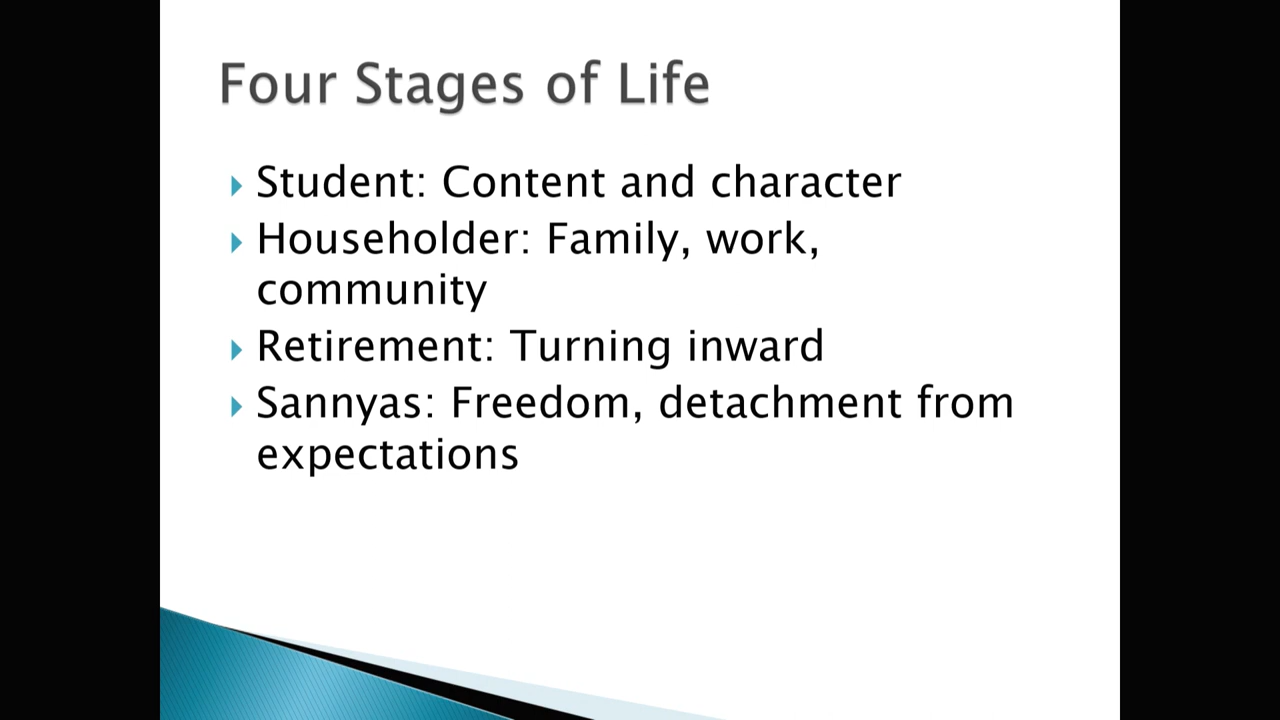 Four Stages of Life
Student: Content and character
Householder: Family, work,
community
Retirement: Turning inward
Sannyas: Freedom, detachment from
expectations